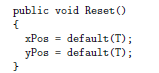 public void Reset()
{
xPos = default(T);
yPos = default(T);
}